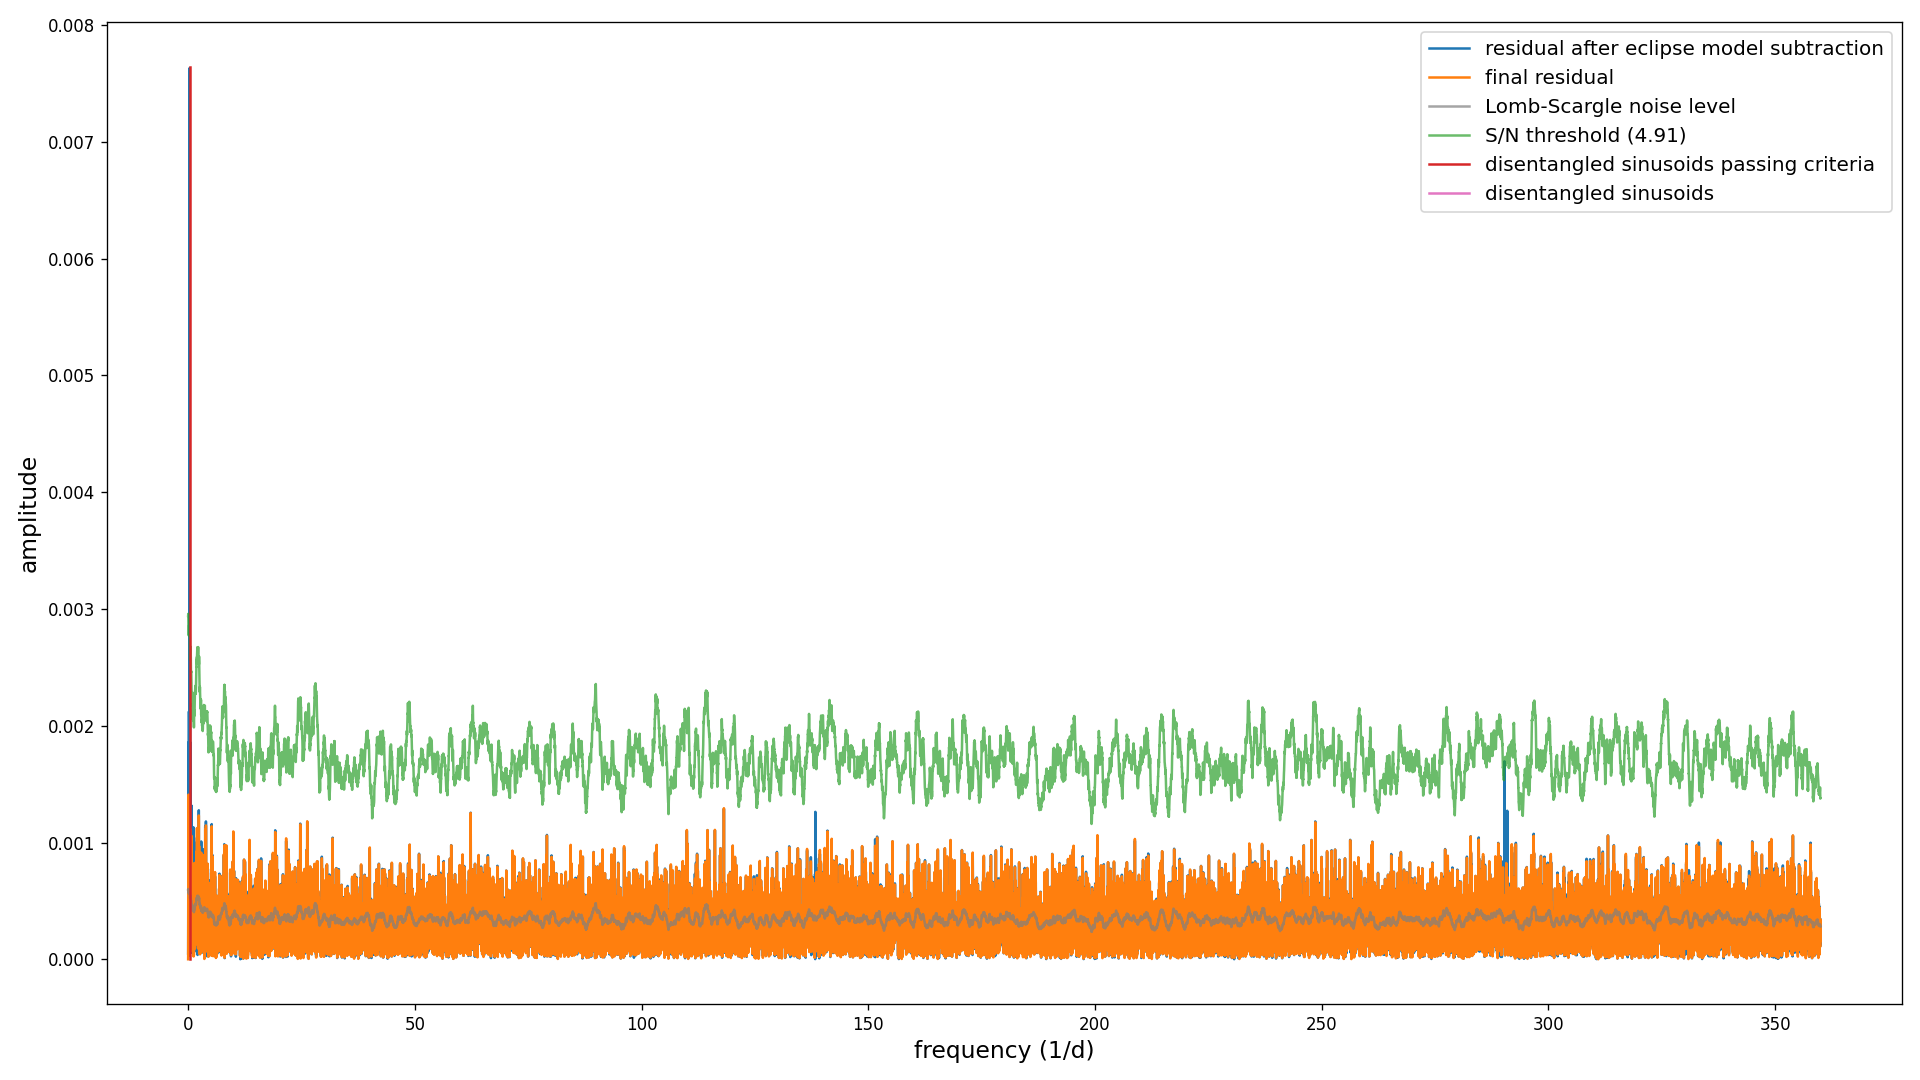 0.008
0.007
0.006
0.005
0.004
0.003
0.002
0.001
0.000
amplitude
0
50
100
150
200
250
300
350
frequency (1/d)
residual after eclipse model subtraction
final residual
Lomb-Scargle noise level
S/N threshold (4.91)
disentangled sinusoids passing criteria
disentangled sinusoids